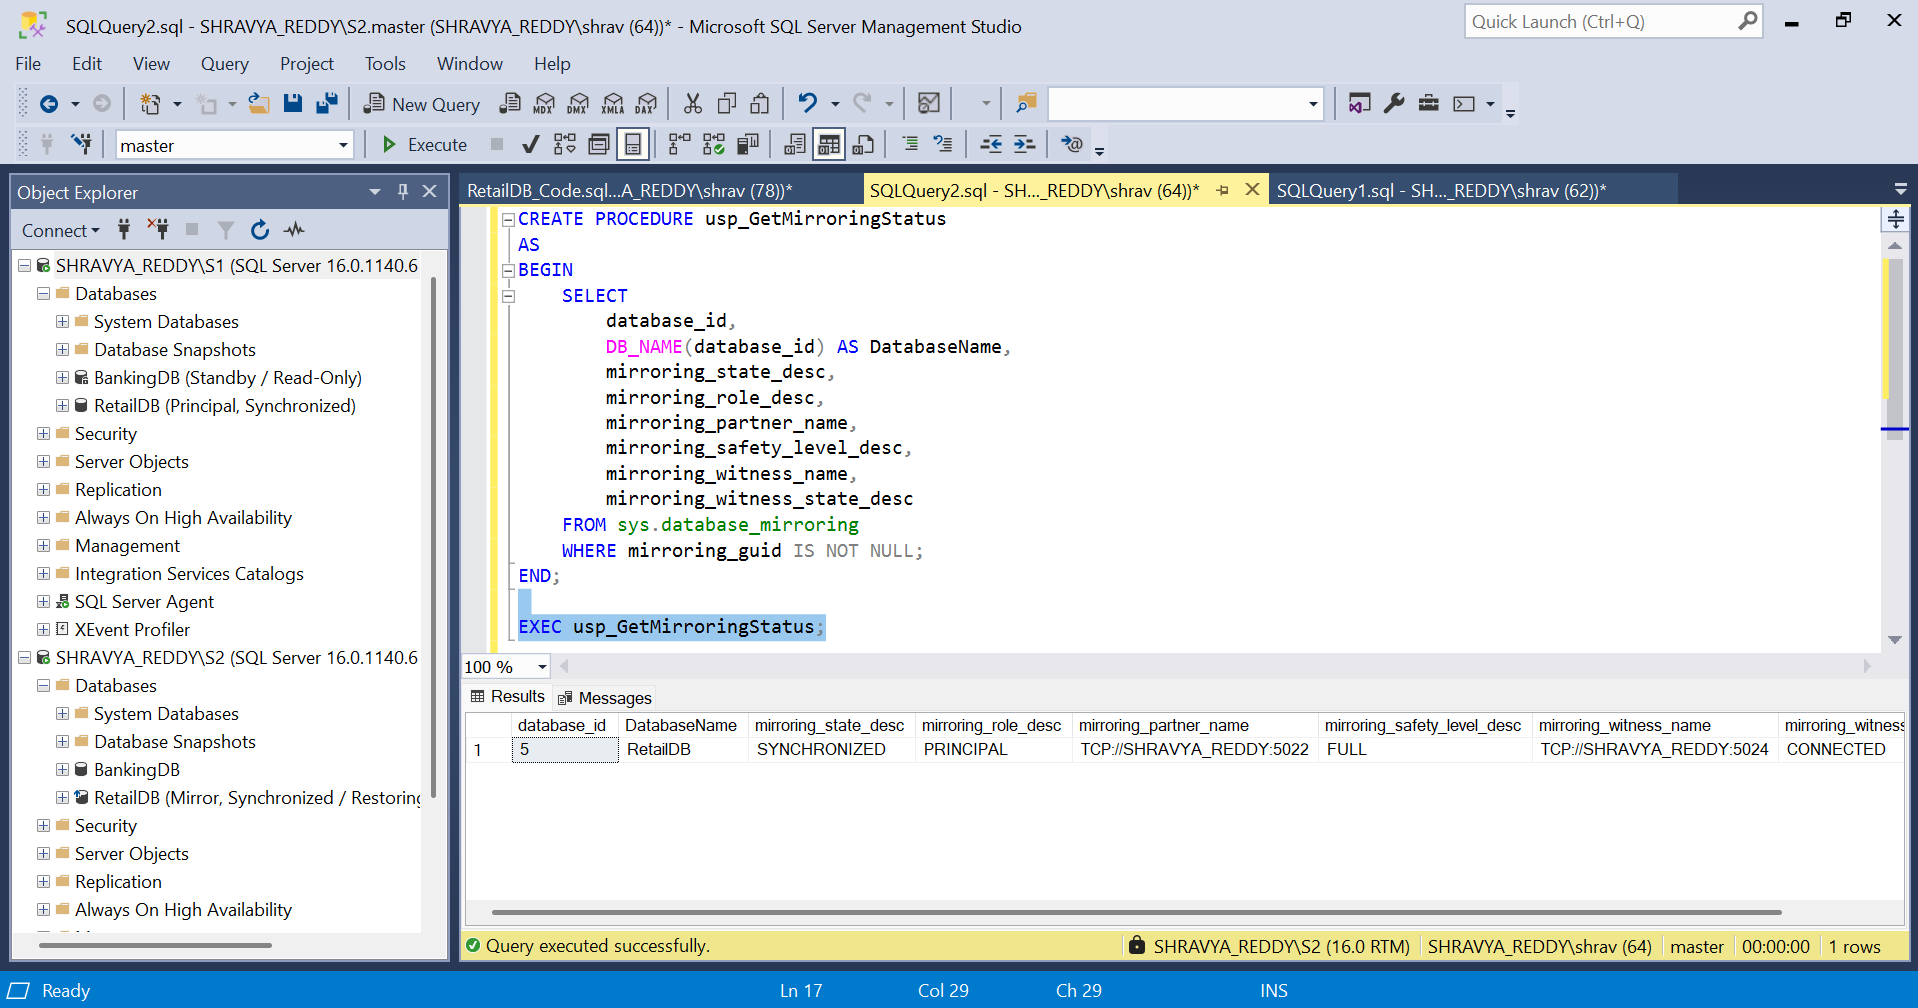 SQLQuery2.sql - SHRAVYA_REDDY\S2.master (SHRAVYA_REDDY\shrav (64))* - Microsoft SQL Server Management Studio
Quick Launch (Ctrl+Q)
File Edit View Query Project Tools Window Help
New Query MDX DMX XMLA DAX
master Execute
Object Explorer
Connect
SHRAVYA_REDDY\S1 (SQL Server 16.0.1140.6
Databases
System Databases
Database Snapshots
BankingDB (Standby / Read-Only)
RetailDB (Principal, Synchronized)
Security
Server Objects
Replication
Always On High Availability
Management
Integration Services Catalogs
SQL Server Agent
XEvent Profiler
SHRAVYA_REDDY\S2 (SQL Server 16.0.1140.6
Databases
System Databases
Database Snapshots
BankingDB
RetailDB (Mirror, Synchronized / Restoring
Security
Server Objects
Replication
Always On High Availability
RetailDB_Code.sql...A_REDDY\shrav (78))* SQLQuery2.sql - SH..._REDDY\shrav (64))* SQLQuery1.sql - SH..._REDDY\shrav (62))*
CREATE PROCEDURE usp_GetMirroringStatus
AS
BEGIN
SELECT
database_id,
DB_NAME(database_id) AS DatabaseName,
mirroring_state_desc,
mirroring_role_desc,
mirroring_partner_name,
mirroring_safety_level_desc,
mirroring_witness_name,
mirroring_witness_state_desc
FROM sys.database_mirroring
WHERE mirroring_guid IS NOT NULL;
END;
EXEC usp_GetMirroringStatus;
100 %
Results Messages
database_id DatabaseName mirroring_state_desc mirroring_role_desc mirroring_partner_name mirroring_safety_level_desc mirroring_witness_name mirroring_witness
1 5 RetailDB SYNCHRONIZED PRINCIPAL TCP://SHRAVYA_REDDY:5022 FULL TCP://SHRAVYA_REDDY:5024 CONNECTED
Query executed successfully. SHRAVYA_REDDY\S2 (16.0 RTM) SHRAVYA_REDDY\shrav (64) master 00:00:00 1 rows
Ready Ln 17 Col 29 Ch 29 INS